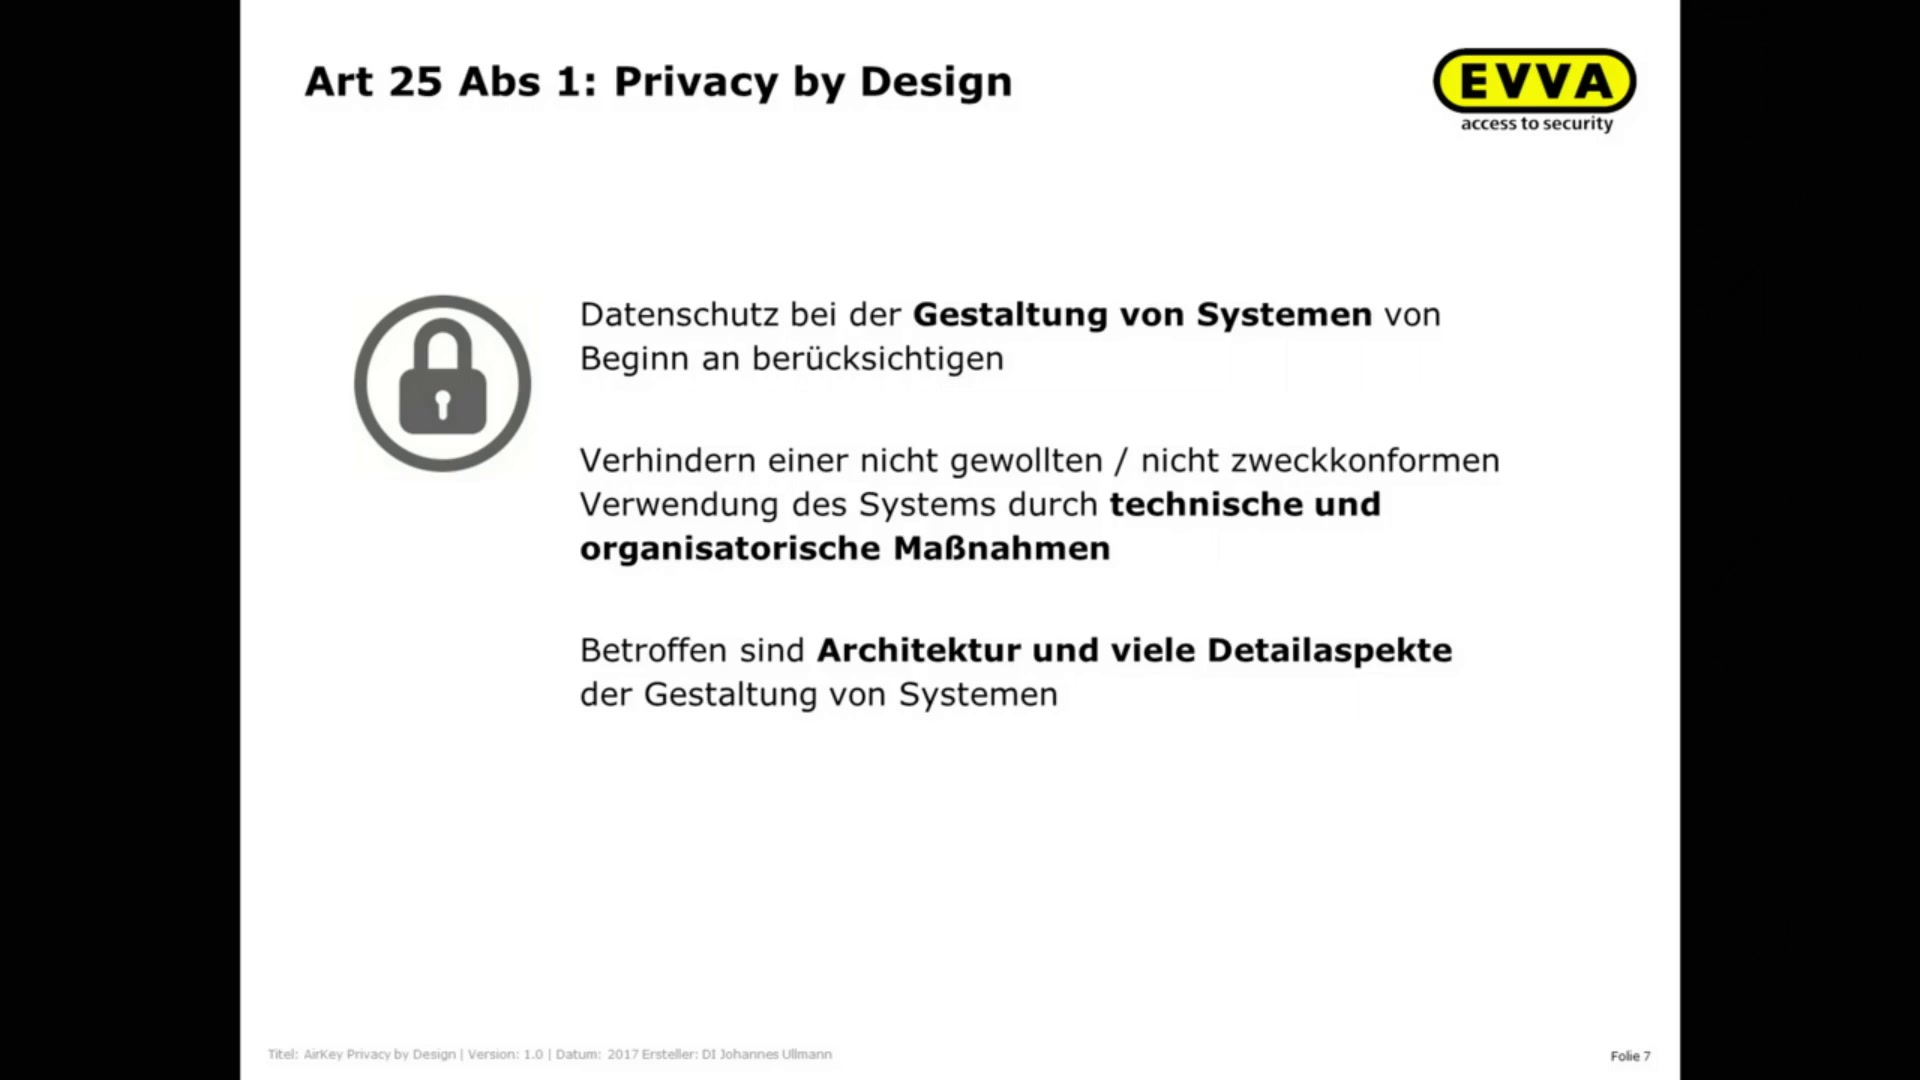 Art 25 Abs 1: Privacy by Design
EVVA
access to security
Datenschutz bei der Gestaltung von Systemen von
Beginn an berücksichtigen
Verhindern einer nicht gewollten / nicht zweckkonformen
Verwendung des Systems durch technische und
organisatorische Maßnahmen
Betroffen sind Architektur und viele Detailaspekte
der Gestaltung von Systemen
Titel: AirKey Privacy by Design | Version: 1.0 | Datum: 2017 Ersteller: DI Johannes Ullmann
Folie 7